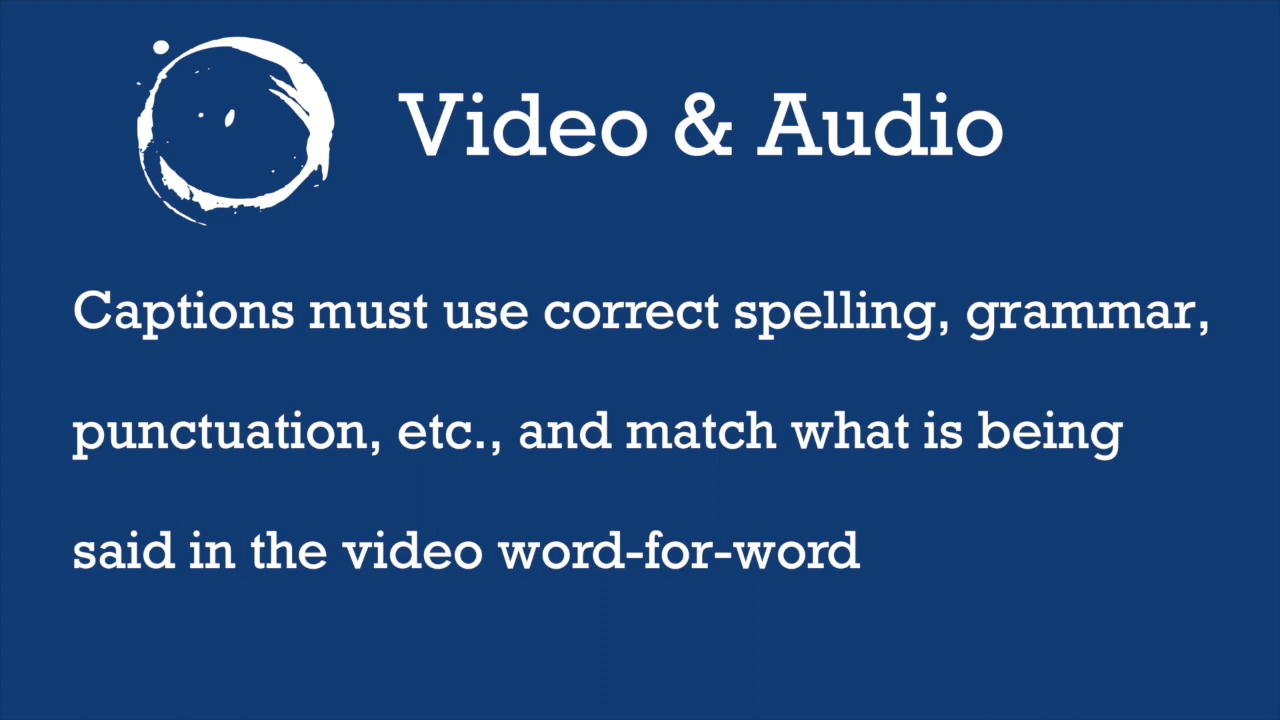 Video & Audio
Captions must use correct spelling, grammar,
punctuation, etc., and match what is being
said in the video word-for-word